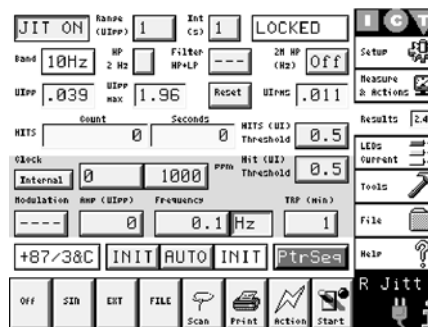 JIT ON Range (UIpp) 1 Int (s) 1 LOCKED
Band 10Hz HP 2 Hz Filter HP+LP --- 2M HP (Hz) Off
UIpp .039 UIpp max 1.96 Reset UIrms .011
Count Seconds
HITS 0 0 HITS (UI) Threshold 0.5
Clock Internal 0 1000 ppm Hit (UI) Threshold 0.5
Modulation Amp (UIpp) Frequency TRP (min)
---- 0 0.1 Hz 1
+87/38C INIT AUTO INIT PtrSeq
Off SIN EXT FILE Scan Print Action Start
I C T
Setup
Measure & Actions
Results 2.4
LEDs Current
Tools
File
Help
R Jitt